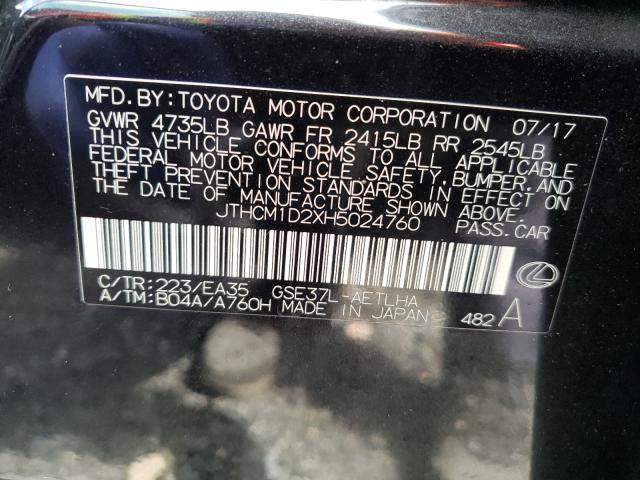 MFD.BY:TOYOTA MOTOR CORPORATION 07/17
GVWR 4735LB GAWR FR 2415LB RR 2545LB
THIS VEHICLE CONFORMS TO ALL APPLICABLE
FEDERAL MOTOR VEHICLE SAFETY,BUMPER,AND
THEFT PREVENTION STANDARDS IN EFFECT ON
THE DATE OF MANUFACTURE SHOWN ABOVE.
JTHCM1D2XH5024760 PASS.CAR
C/TR:223/EA35 GSE37L-AETLHA
A/TM:B04A/A760H MADE IN JAPAN 482A